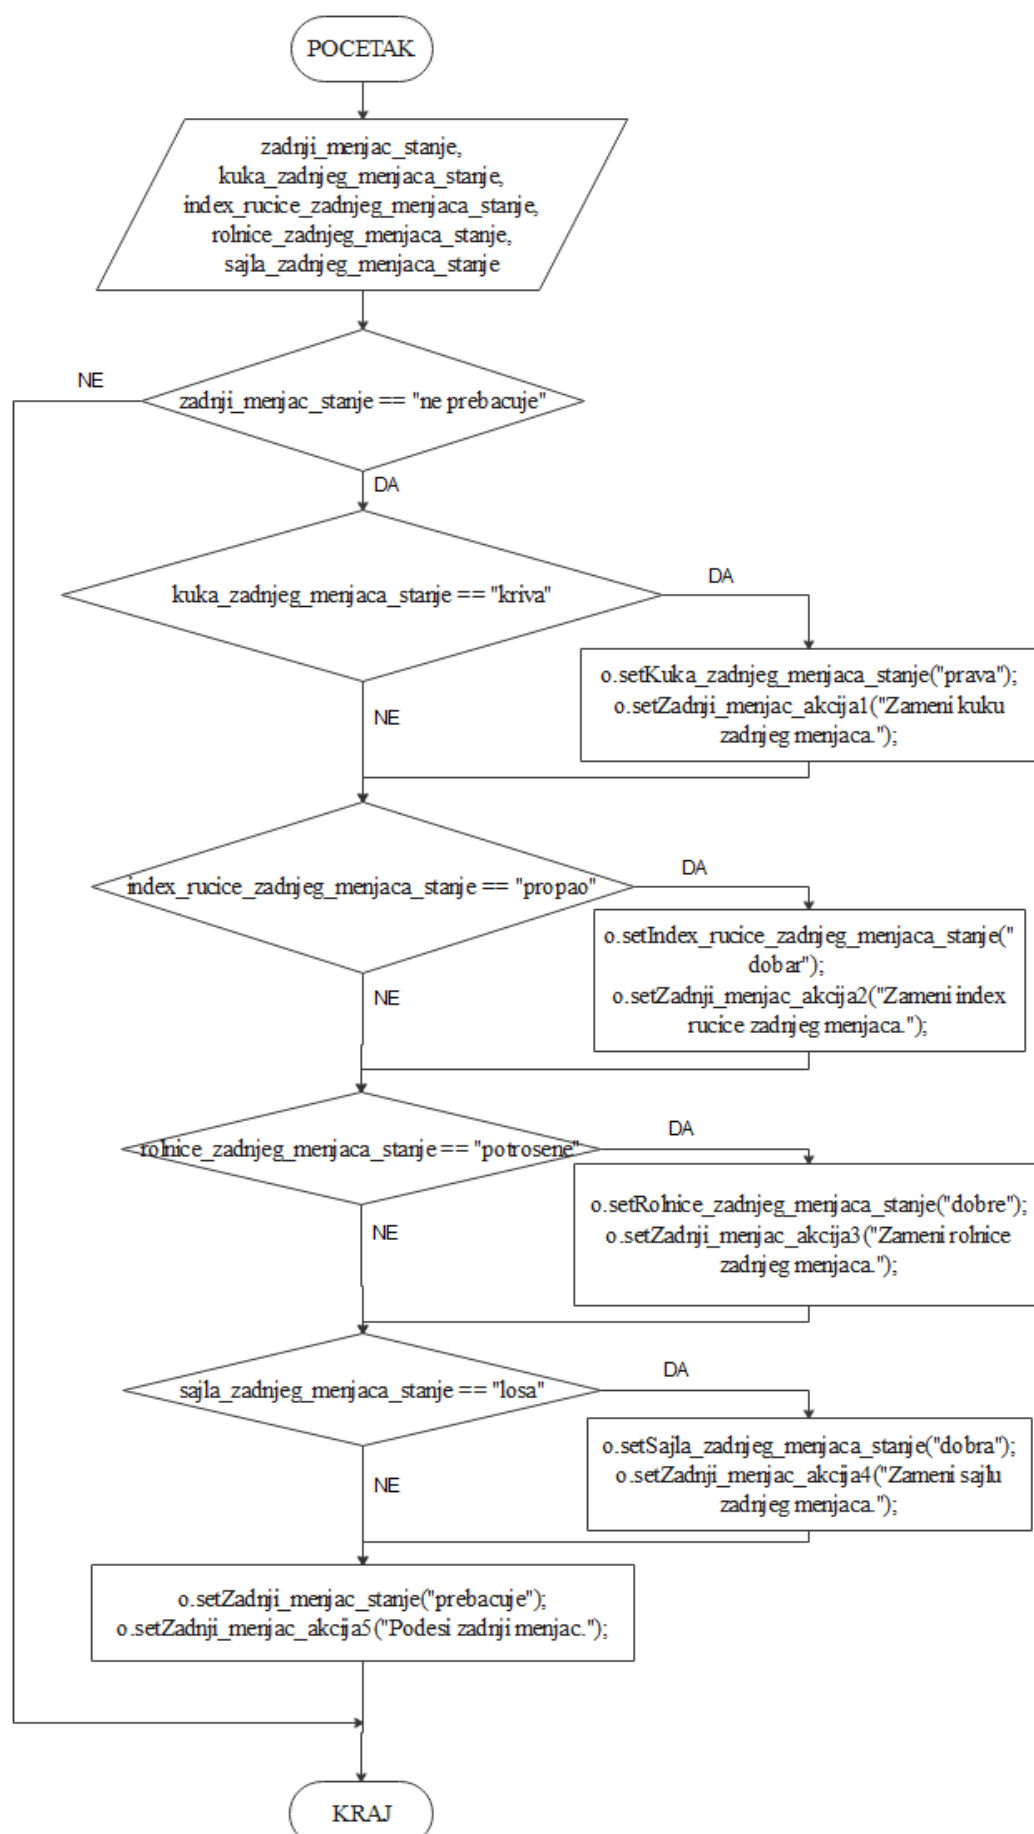 POCETAK
zadnji_menjac_stanje,
kuka_zadnjeg_menjaca_stanje,
index_rucice_zadnjeg_menjaca_stanje,
rolnice_zadnjeg_menjaca_stanje,
sajla_zadnjeg_menjaca_stanje
NE
zadnji_menjac_stanje == "ne prebacuje"
DA
DA
kuka_zadnjeg_menjaca_stanje == "kriva"
o.setKuka_zadnjeg_menjaca_stanje("prava");
o.setZadnji_menjac_akcija1("Zameni kuku
zadnjeg menjaca.");
NE
DA
index_rucice_zadnjeg_menjaca_stanje == "propao"
o.setIndex_rucice_zadnjeg_menjaca_stanje("
dobar");
o.setZadnji_menjac_akcija2("Zameni index
rucice zadnjeg menjaca.");
NE
DA
rolnice_zadnjeg_menjaca_stanje == "potrosene"
o.setRolnice_zadnjeg_menjaca_stanje("dobre");
o.setZadnji_menjac_akcija3("Zameni rolnice
zadnjeg menjaca.");
NE
DA
sajla_zadnjeg_menjaca_stanje == "losa"
o.setSajla_zadnjeg_menjaca_stanje("dobra");
o.setZadnji_menjac_akcija4("Zameni sajlu
zadnjeg menjaca.");
NE
o.setZadnji_menjac_stanje("prebacuje");
o.setZadnji_menjac_akcija5("Podesi zadnji menjac.");
KRAJ